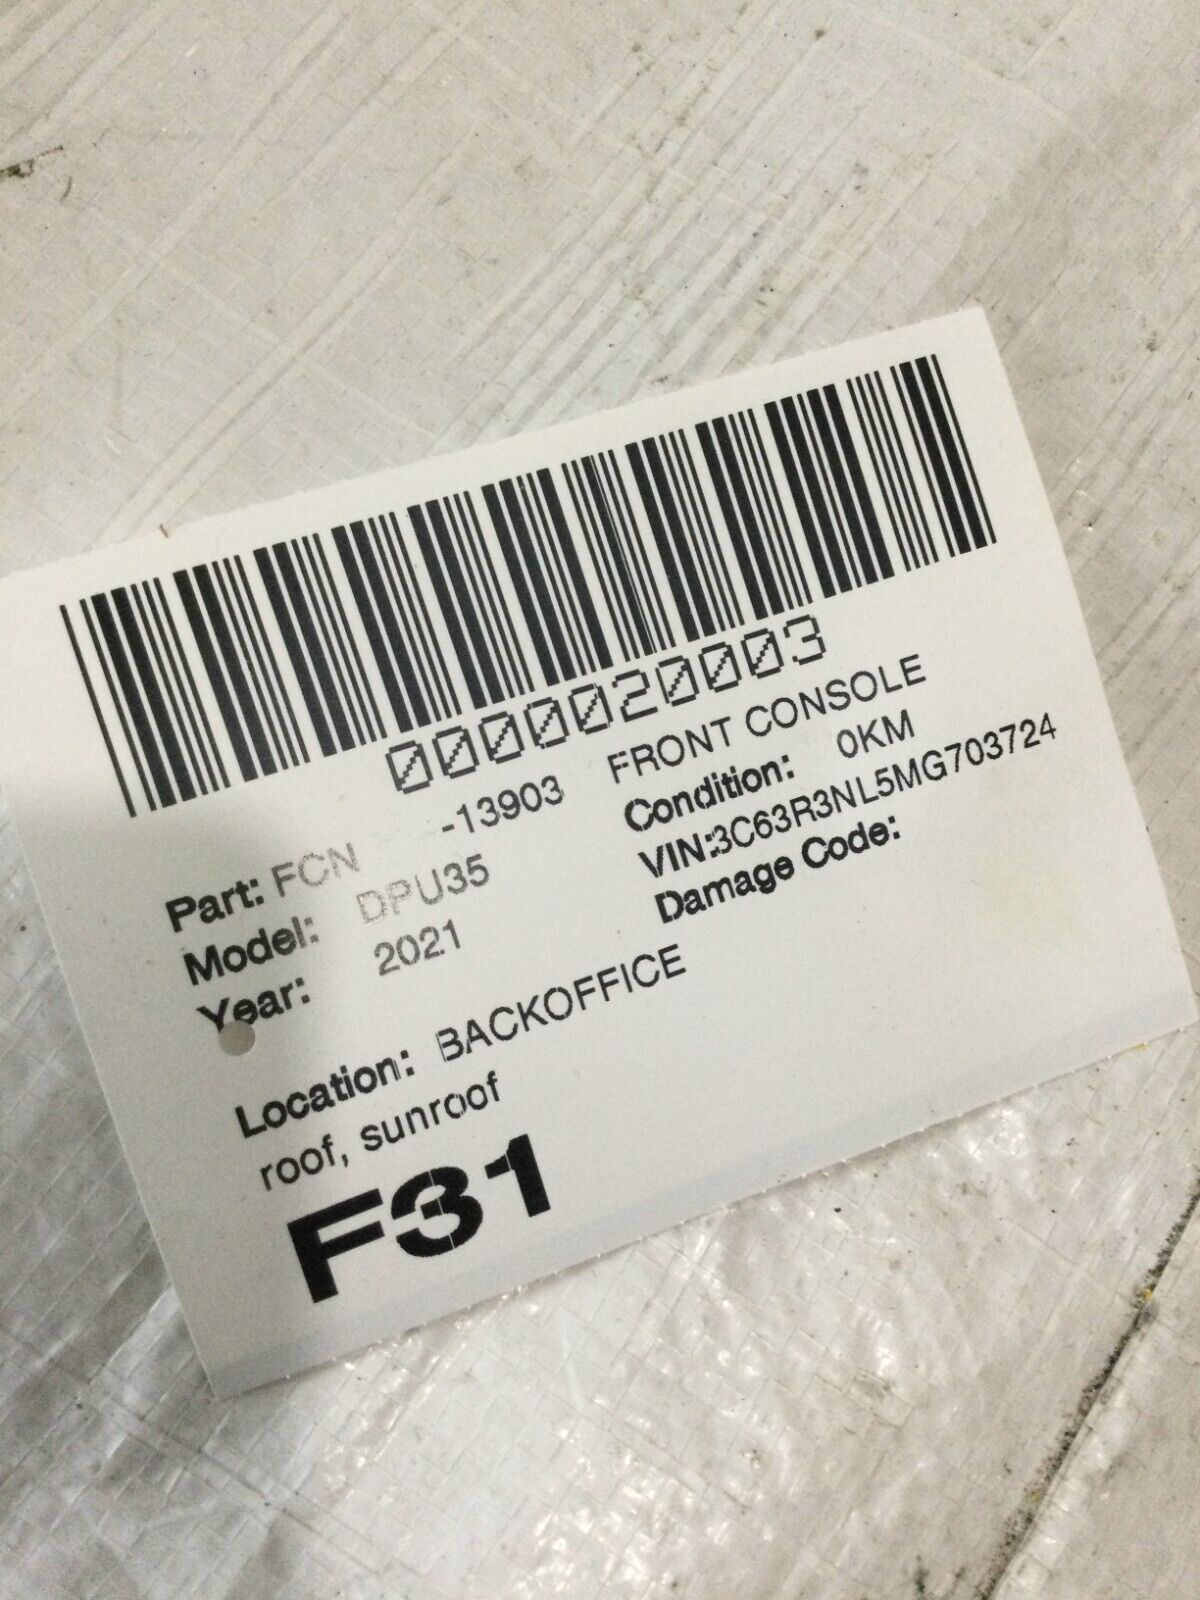 0000020003
Part: FCN -13903 FRONT CONSOLE
Model: DPU35 Condition: 0KM
Year: 2021 VIN:3C63R3NL5MG703724
Damage Code:
Location: BACKOFFICE
roof, sunroof
F31